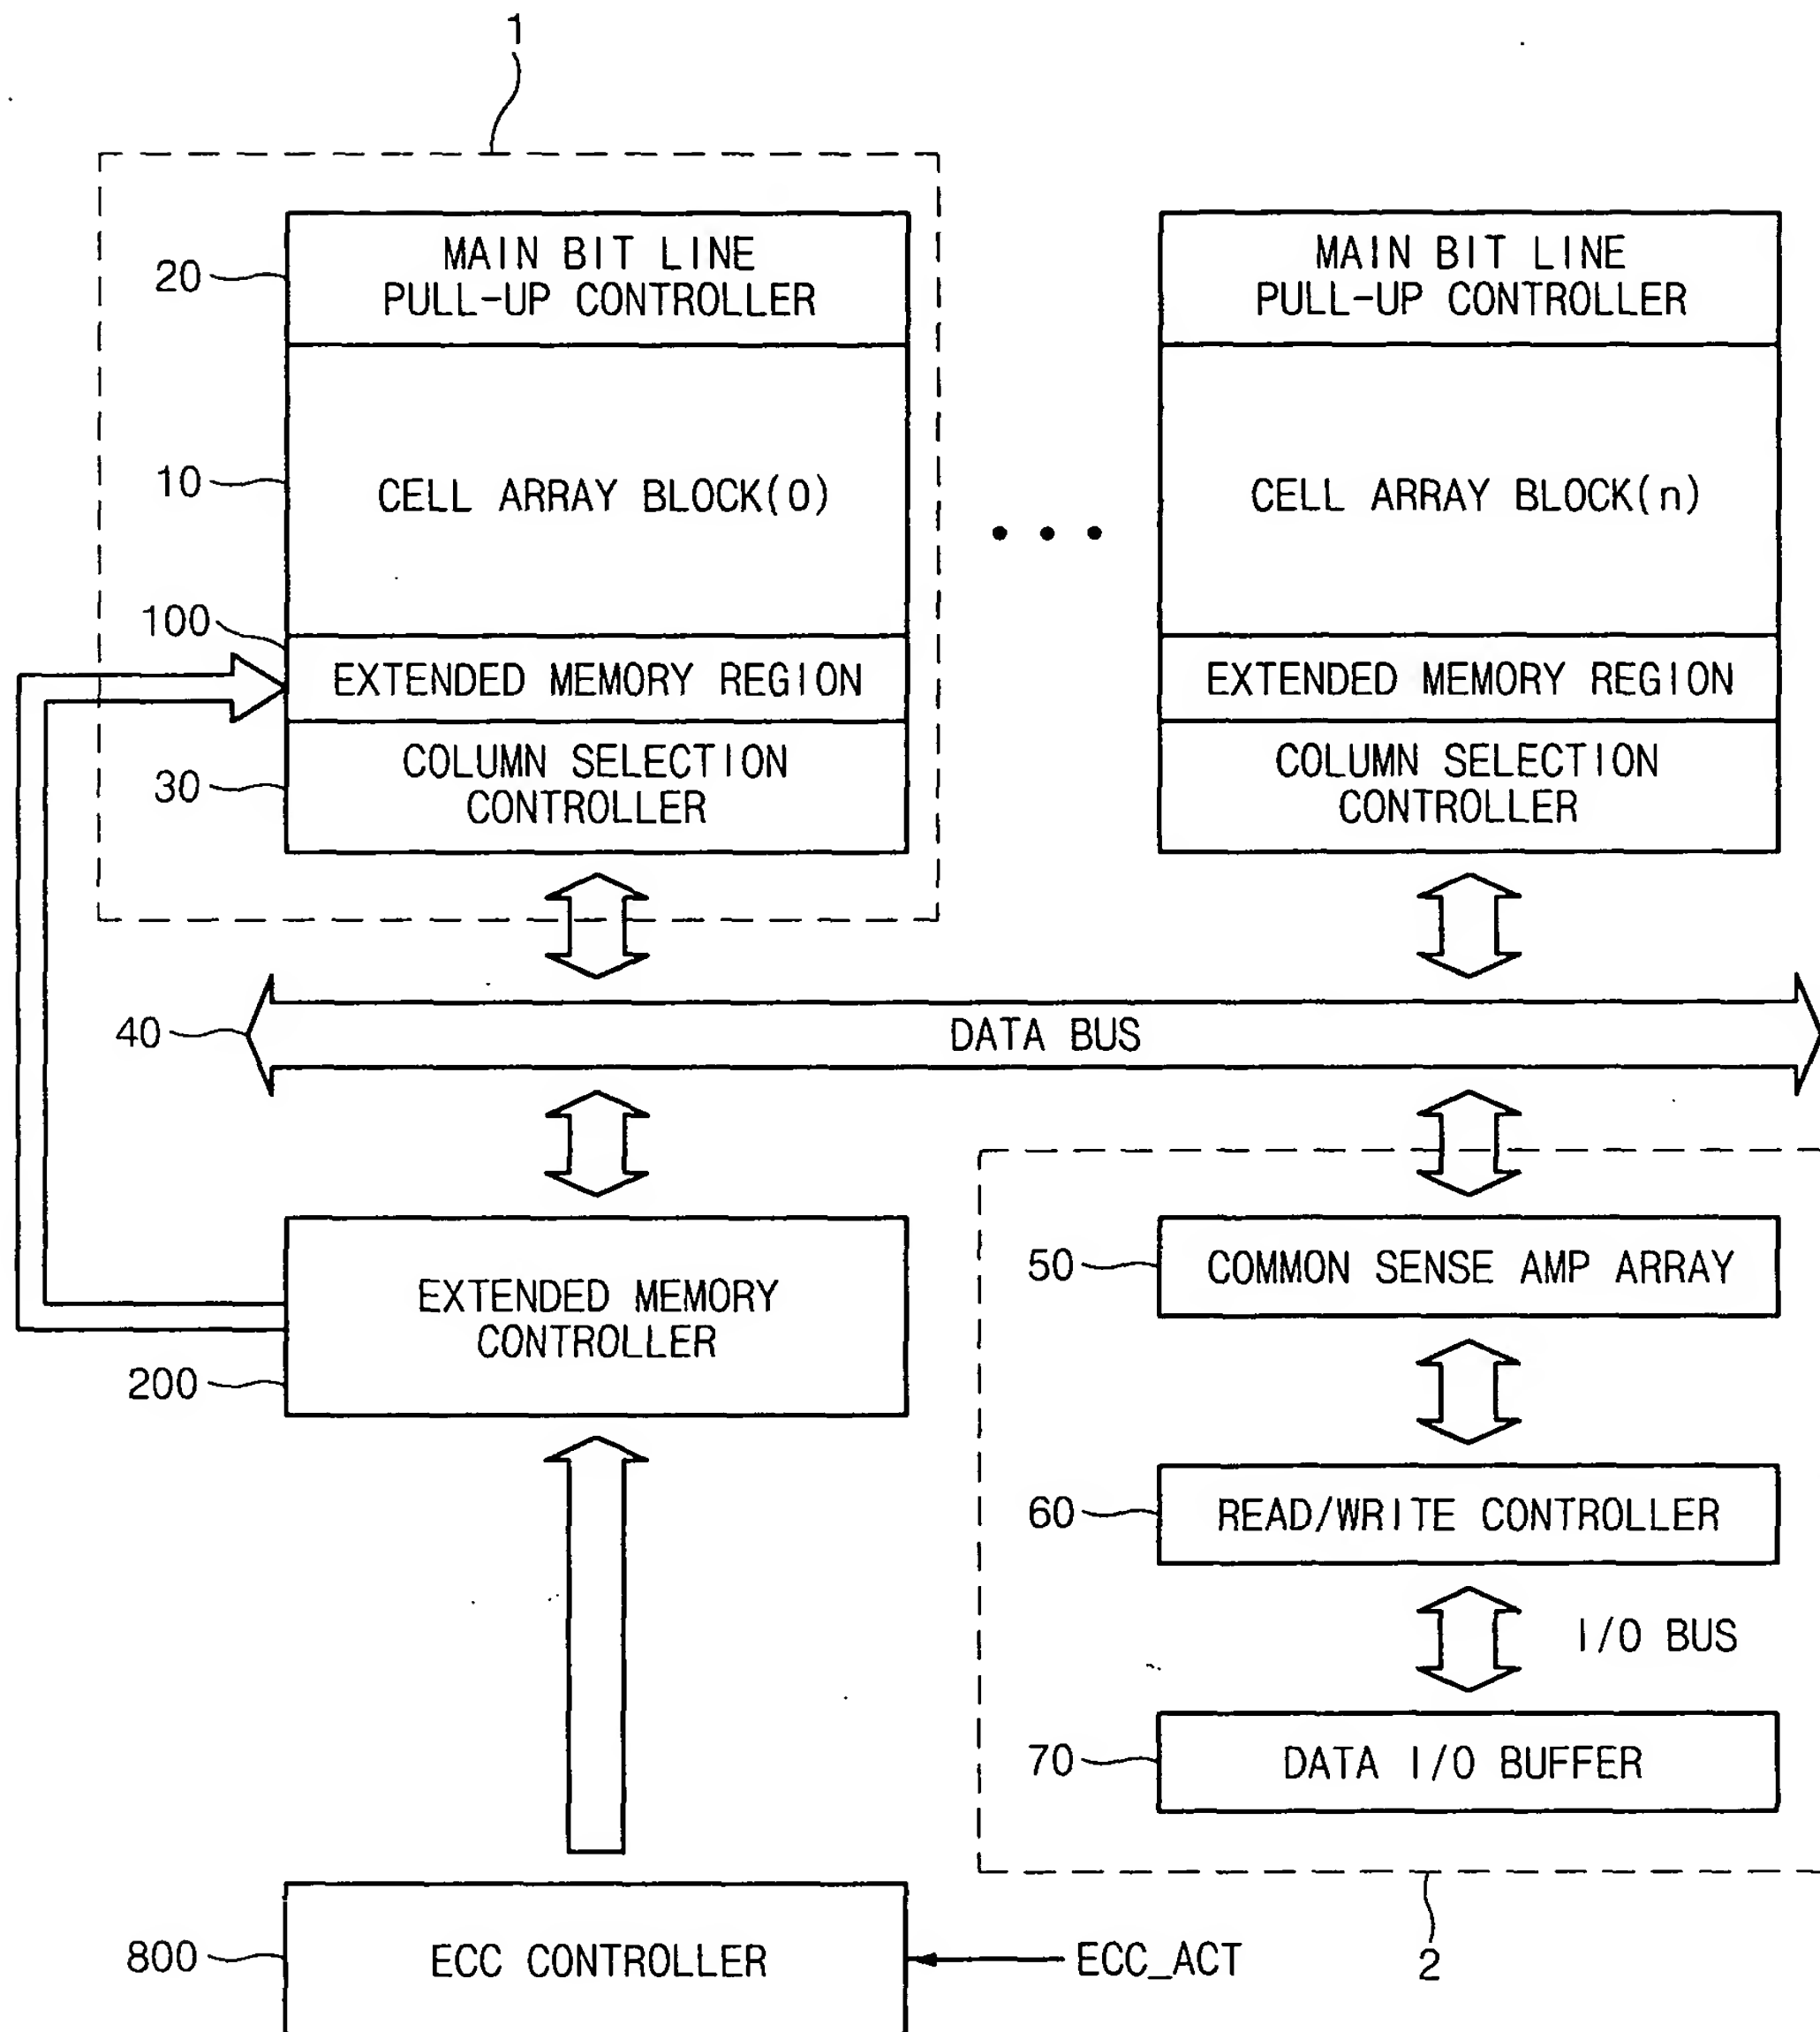 1
20
MAIN BIT LINE
PULL-UP CONTROLLER
MAIN BIT LINE
PULL-UP CONTROLLER
10
CELL ARRAY BLOCK(0)
CELL ARRAY BLOCK(n)
100
EXTENDED MEMORY REGION
EXTENDED MEMORY REGION
30
COLUMN SELECTION
CONTROLLER
COLUMN SELECTION
CONTROLLER
40
DATA BUS
EXTENDED MEMORY
CONTROLLER
200
50
COMMON SENSE AMP ARRAY
60
READ/WRITE CONTROLLER
I/O BUS
70
DATA I/O BUFFER
2
800
ECC CONTROLLER
ECC_ACT